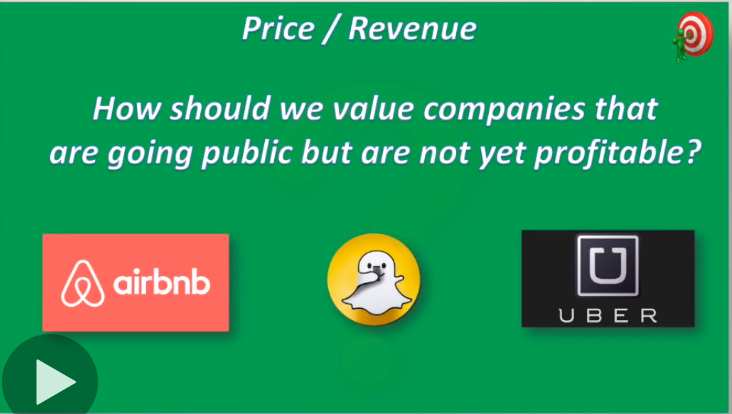 Price / Revenue
How should we value companies that
are going public but are not yet profitable?
airbnb
U
UBER